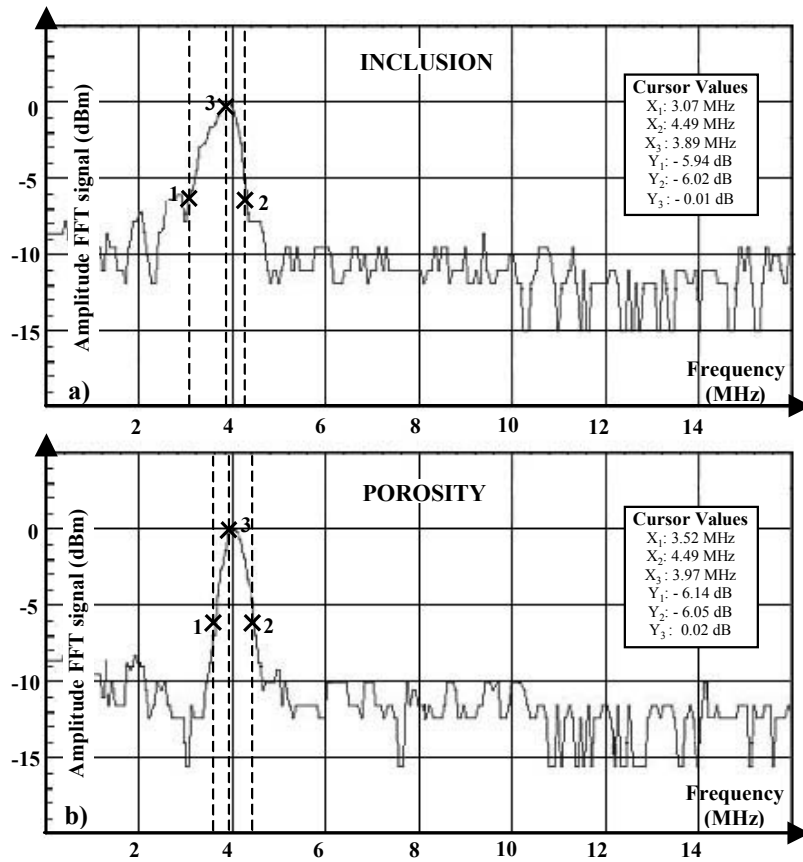 INCLUSION
Amplitude FFT signal (dBm)
0
-5
-10
-15
3
1
2
Cursor Values
X1: 3.07 MHz
X2: 4.49 MHz
X3 : 3.89 MHz
Y1: - 5.94 dB
Y2: - 6.02 dB
Y3 : - 0.01 dB
a)
Frequency
(MHz)
2 4 6 8 10 12 14
POROSITY
Amplitude FFT signal (dBm)
0
-5
-10
-15
3
1
2
Cursor Values
X1: 3.52 MHz
X2: 4.49 MHz
X3 : 3.97 MHz
Y1: - 6.14 dB
Y2: - 6.05 dB
Y3 : 0.02 dB
b)
Frequency
(MHz)
2 4 6 8 10 12 14